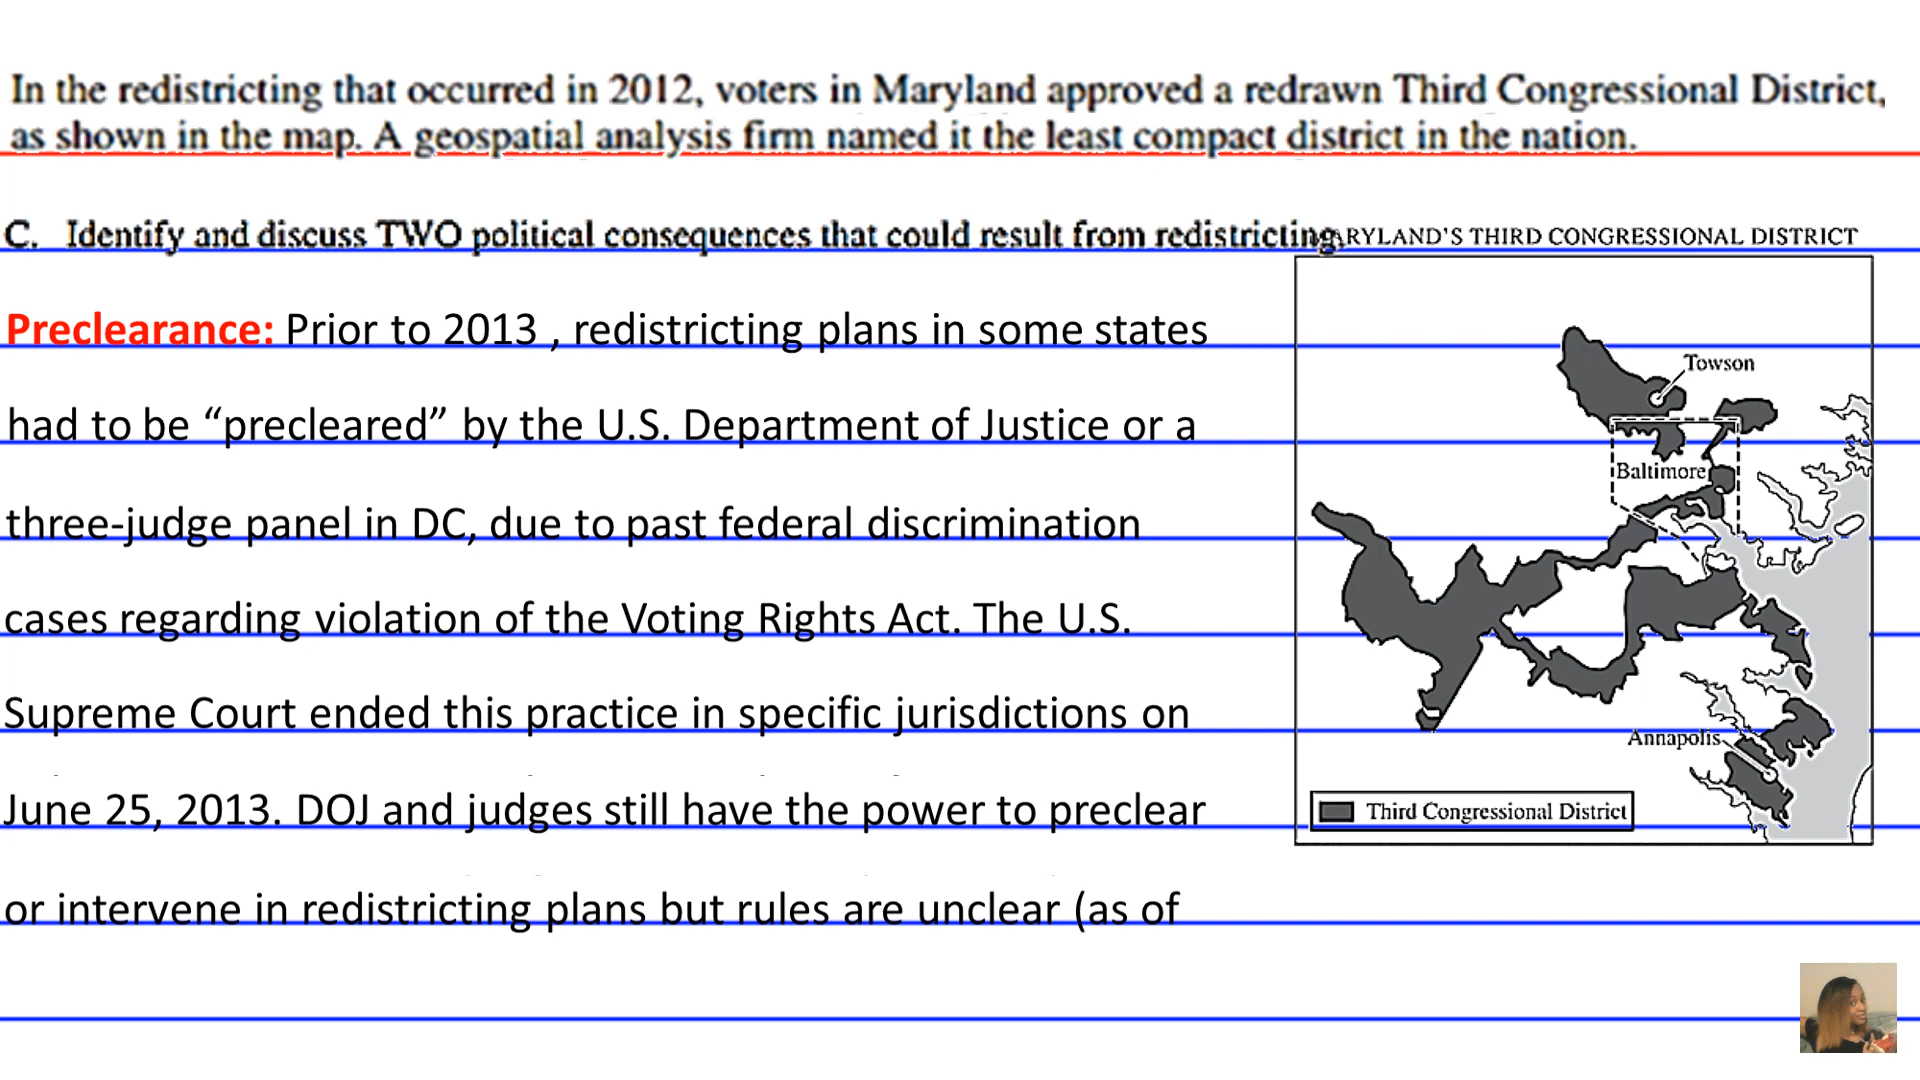 In the redistricting that occurred in 2012, voters in Maryland approved a redrawn Third Congressional District,
as shown in the map. A geospatial analysis firm named it the least compact district in the nation.
C. Identify and discuss TWO political consequences that could result from redistricting.
RYLAND'S THIRD CONGRESSIONAL DISTRICT
Preclearance: Prior to 2013 , redistricting plans in some states
had to be “precleared” by the U.S. Department of Justice or a
three-judge panel in DC, due to past federal discrimination
cases regarding violation of the Voting Rights Act. The U.S.
Supreme Court ended this practice in specific jurisdictions on
June 25, 2013. DOJ and judges still have the power to preclear
or intervene in redistricting plans but rules are unclear (as of
Towson
Baltimore
Annapolis
Third Congressional District